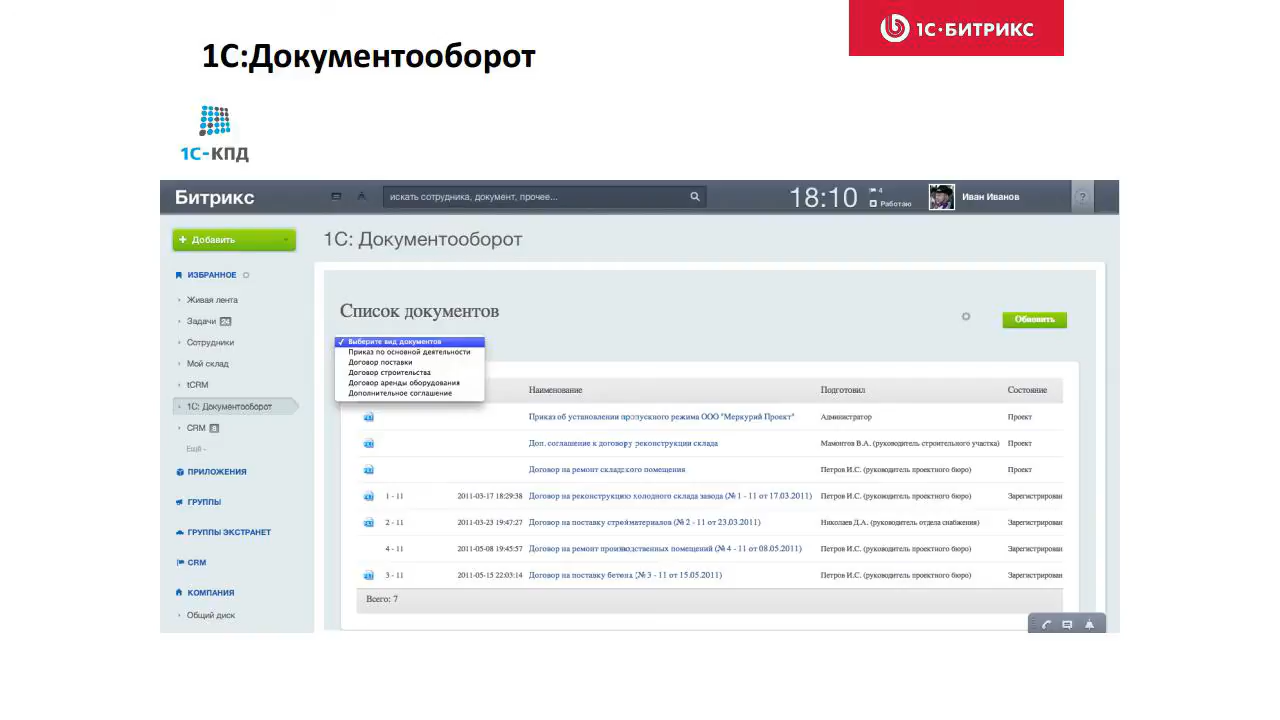 1С:Документооборот
1С·БИТРИКС
1С-КПД
Битрикс
искать сотрудника, документ, прочее...
18:10
4
Работаю
Иван Иванов
?
+ Добавить
1С: Документооборот
ИЗБРАННОЕ
Живая лента
Задачи 24
Сотрудники
Мой склад
tCRM
1С: Документооборот
CRM 8
Ещё
ПРИЛОЖЕНИЯ
ГРУППЫ
ГРУППЫ ЭКСТРАНЕТ
CRM
КОМПАНИЯ
Общий диск
Список документов
Обновить
✓ Выберите вид документов
Приказ по основной деятельности
Договор поставки
Договор строительства
Договор аренды оборудования
Дополнительное соглашение
Наименование Подготовил Состояние
Приказ об установлении пропускного режима ООО "Меркурий Проект" Администратор Проект
Доп. соглашение к договору реконструкции склада Мамонтов В.А. (руководитель строительного участка) Проект
Договор на ремонт складского помещения Петров И.С. (руководитель проектного бюро) Проект
1 - 11 2011-03-17 18:29:38 Договор на реконструкцию холодного склада завода (№ 1 - 11 от 17.03.2011) Петров И.С. (руководитель проектного бюро) Зарегистрирован
2 - 11 2011-03-23 19:47:27 Договор на поставку стройматериалов (№ 2 - 11 от 23.03.2011) Николаев Д.А. (руководитель отдела снабжения) Зарегистрирован
4 - 11 2011-05-08 19:45:57 Договор на ремонт производственных помещений (№ 4 - 11 от 08.05.2011) Петров И.С. (руководитель проектного бюро) Зарегистрирован
3 - 11 2011-05-15 22:03:14 Договор на поставку бетона (№ 3 - 11 от 15.05.2011) Петров И.С. (руководитель проектного бюро) Зарегистрирован
Всего: 7